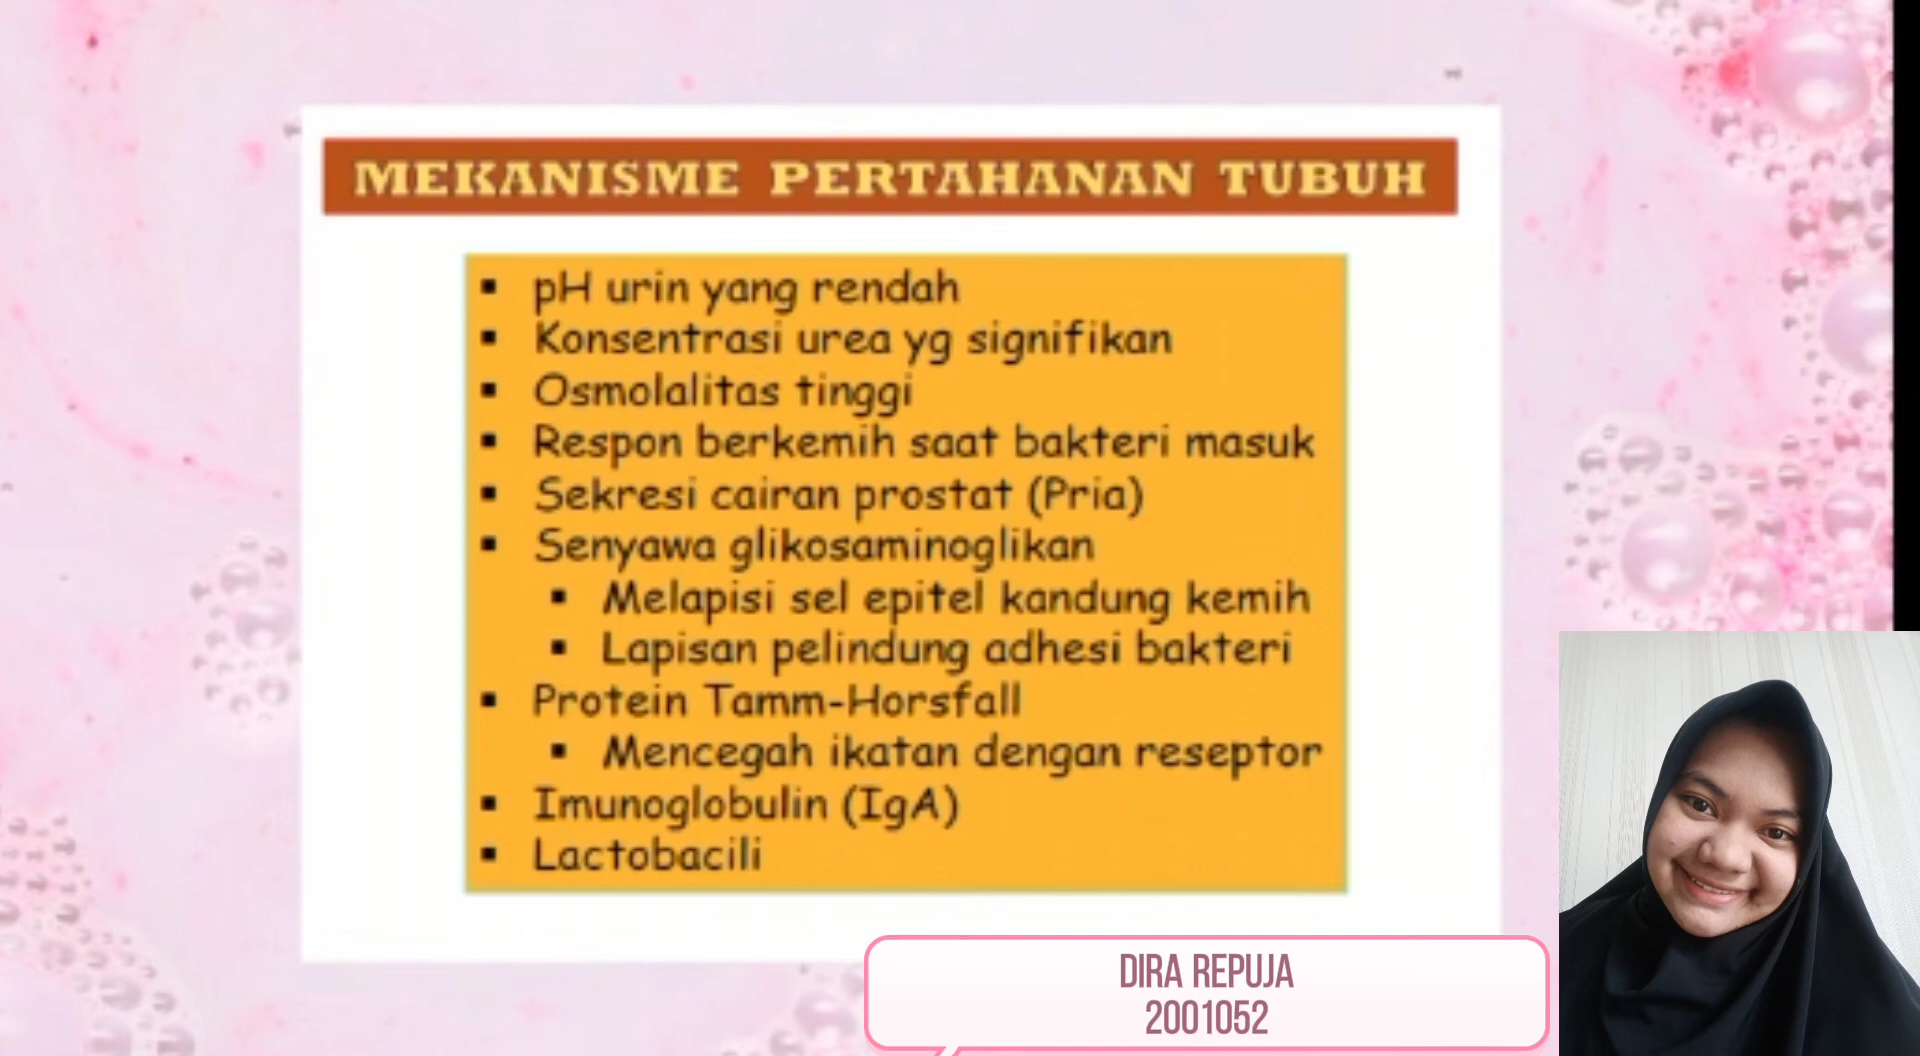 MEKANISME PERTAHANAN TUBUH
▪ pH urin yang rendah
▪ Konsentrasi urea yg signifikan
▪ Osmolalitas tinggi
▪ Respon berkemih saat bakteri masuk
▪ Sekresi cairan prostat (Pria)
▪ Senyawa glikosaminoglikan
▪ Melapisi sel epitel kandung kemih
▪ Lapisan pelindung adhesi bakteri
▪ Protein Tamm-Horsfall
▪ Mencegah ikatan dengan reseptor
▪ Imunoglobulin (IgA)
▪ Lactobacili
DIRA REPUJA
2001052